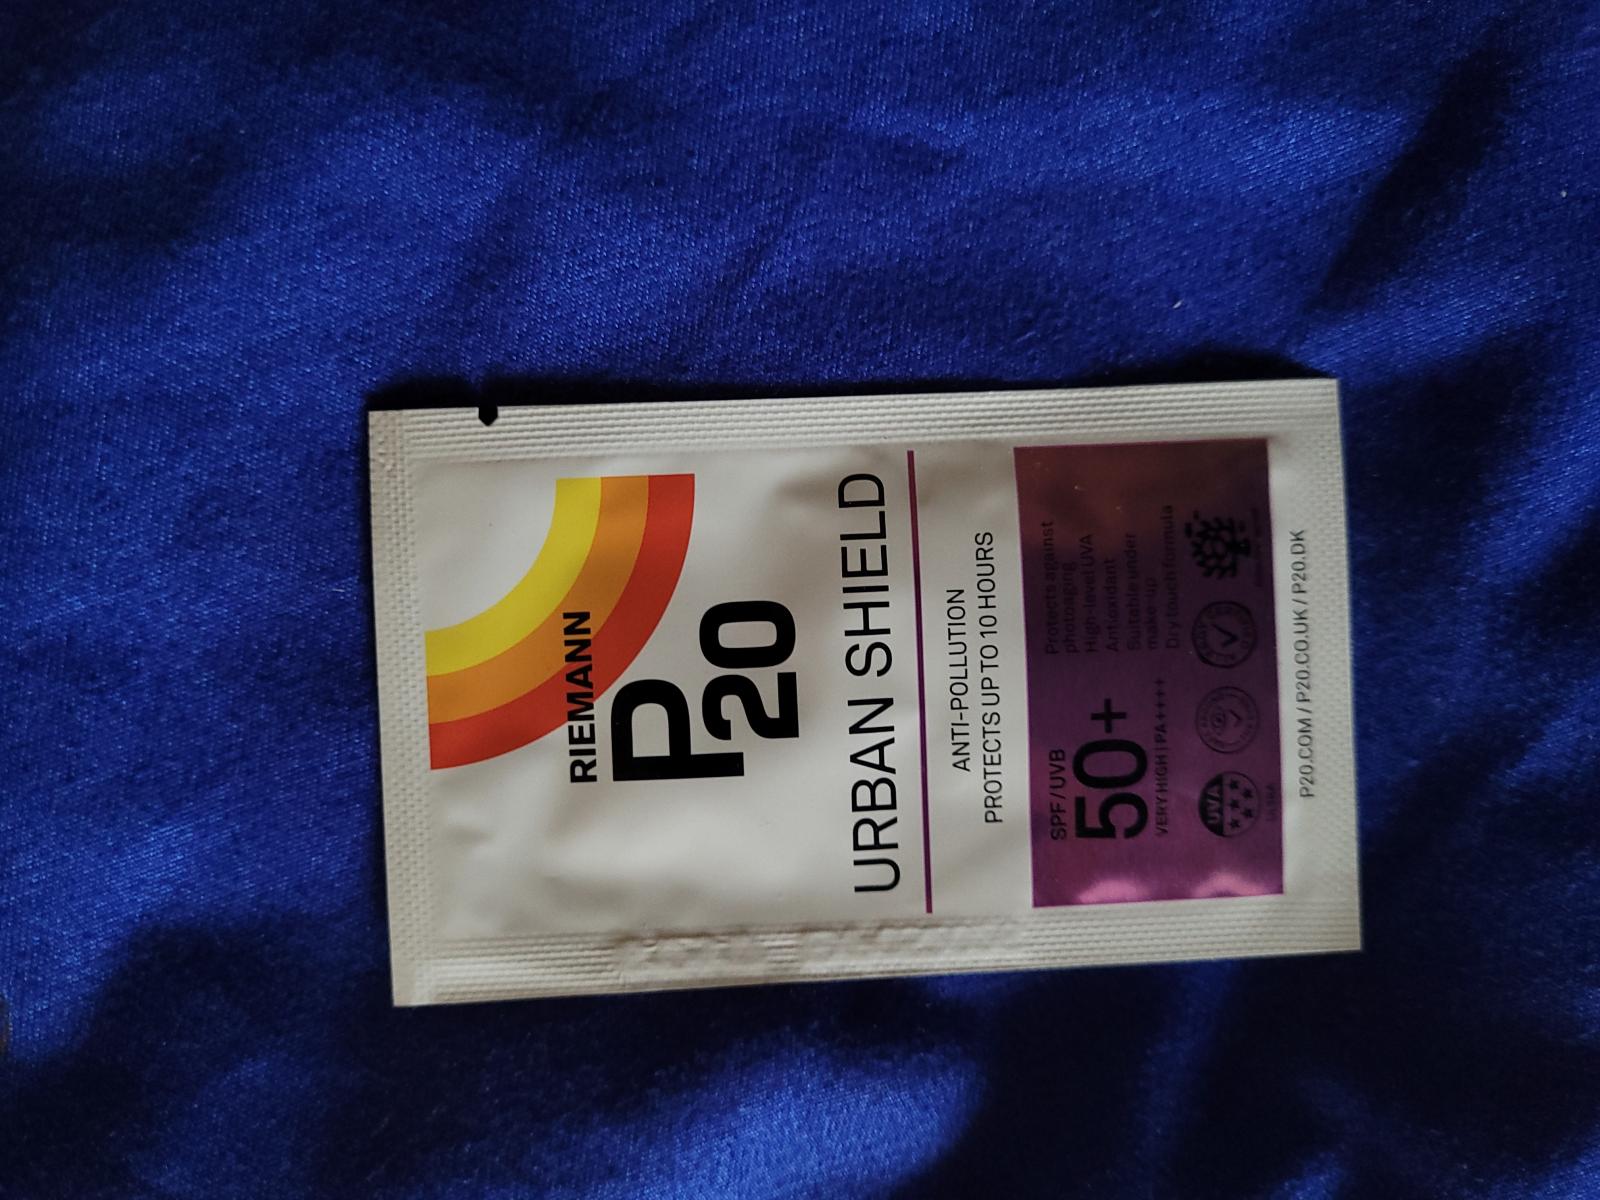 RIEMANN
P20
URBAN SHIELD
ANTI-POLLUTION
PROTECTS UP TO 10 HOURS
SPF/UVB
50+
VERY HIGH | PA++++
Protects against
photoaging
High-level UVA
Antioxidant
Suitable under
make-up
Dry touch formula
UVA
P20.COM / P20.CO.UK / P20.DK